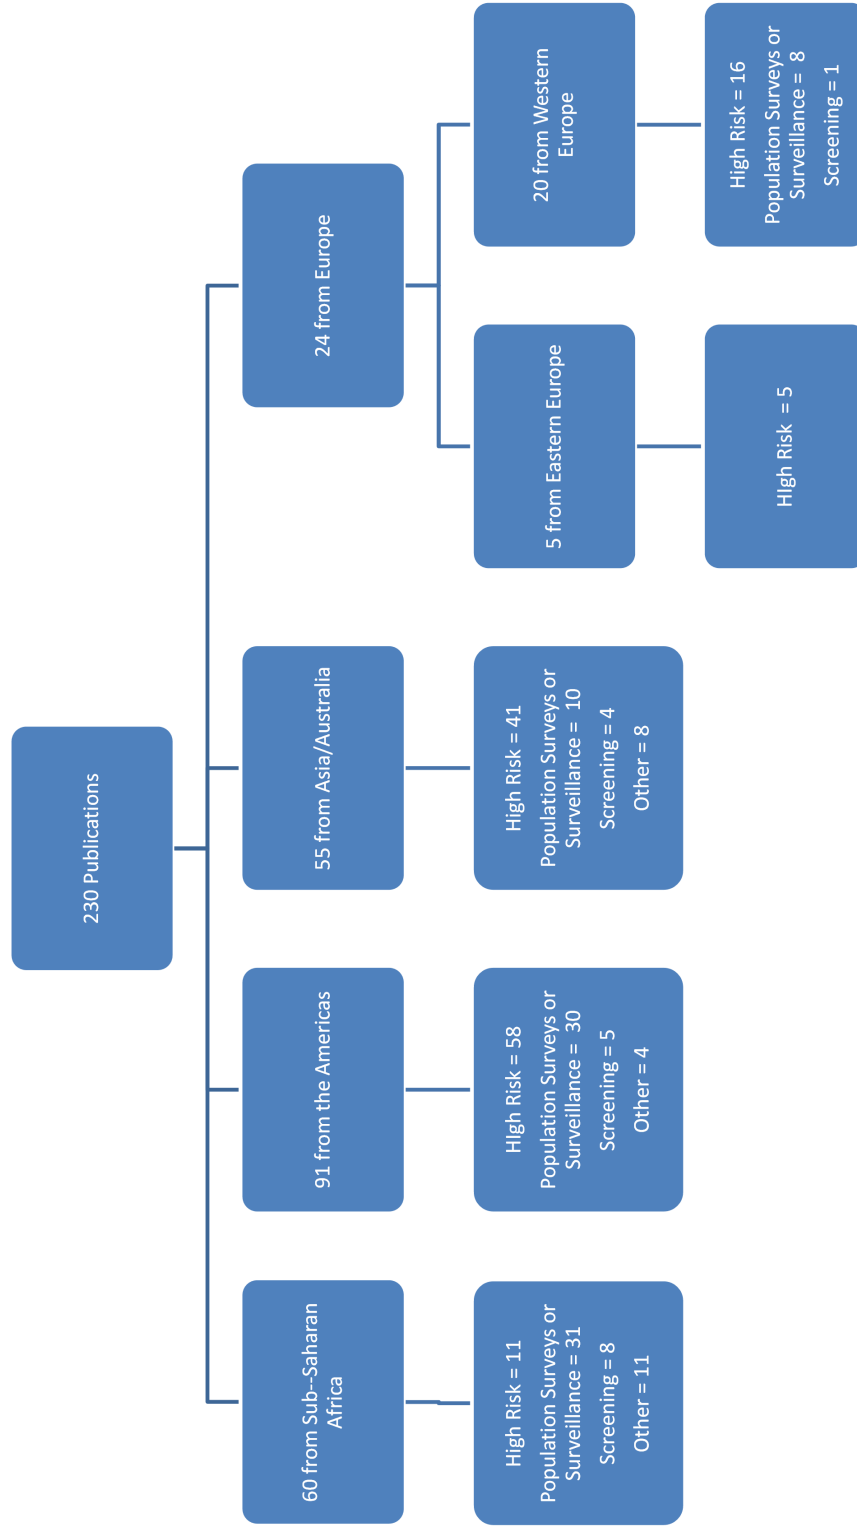 230 Publications
60 from Sub--Saharan
Africa
91 from the Americas
55 from Asia/Australia
24 from Europe
High Risk = 11
Population Surveys or
Surveillance = 31
Screening = 8
Other = 11
HIgh Risk = 58
Population Surveys or
Surveillance = 30
Screening = 5
Other = 4
High Risk = 41
Population Surveys or
Surveillance = 10
Screening = 4
Other = 8
5 from Eastern Europe
20 from Western
Europe
HIgh Risk = 5
High Risk = 16
Population Surveys or
Surveillance = 8
Screening = 1